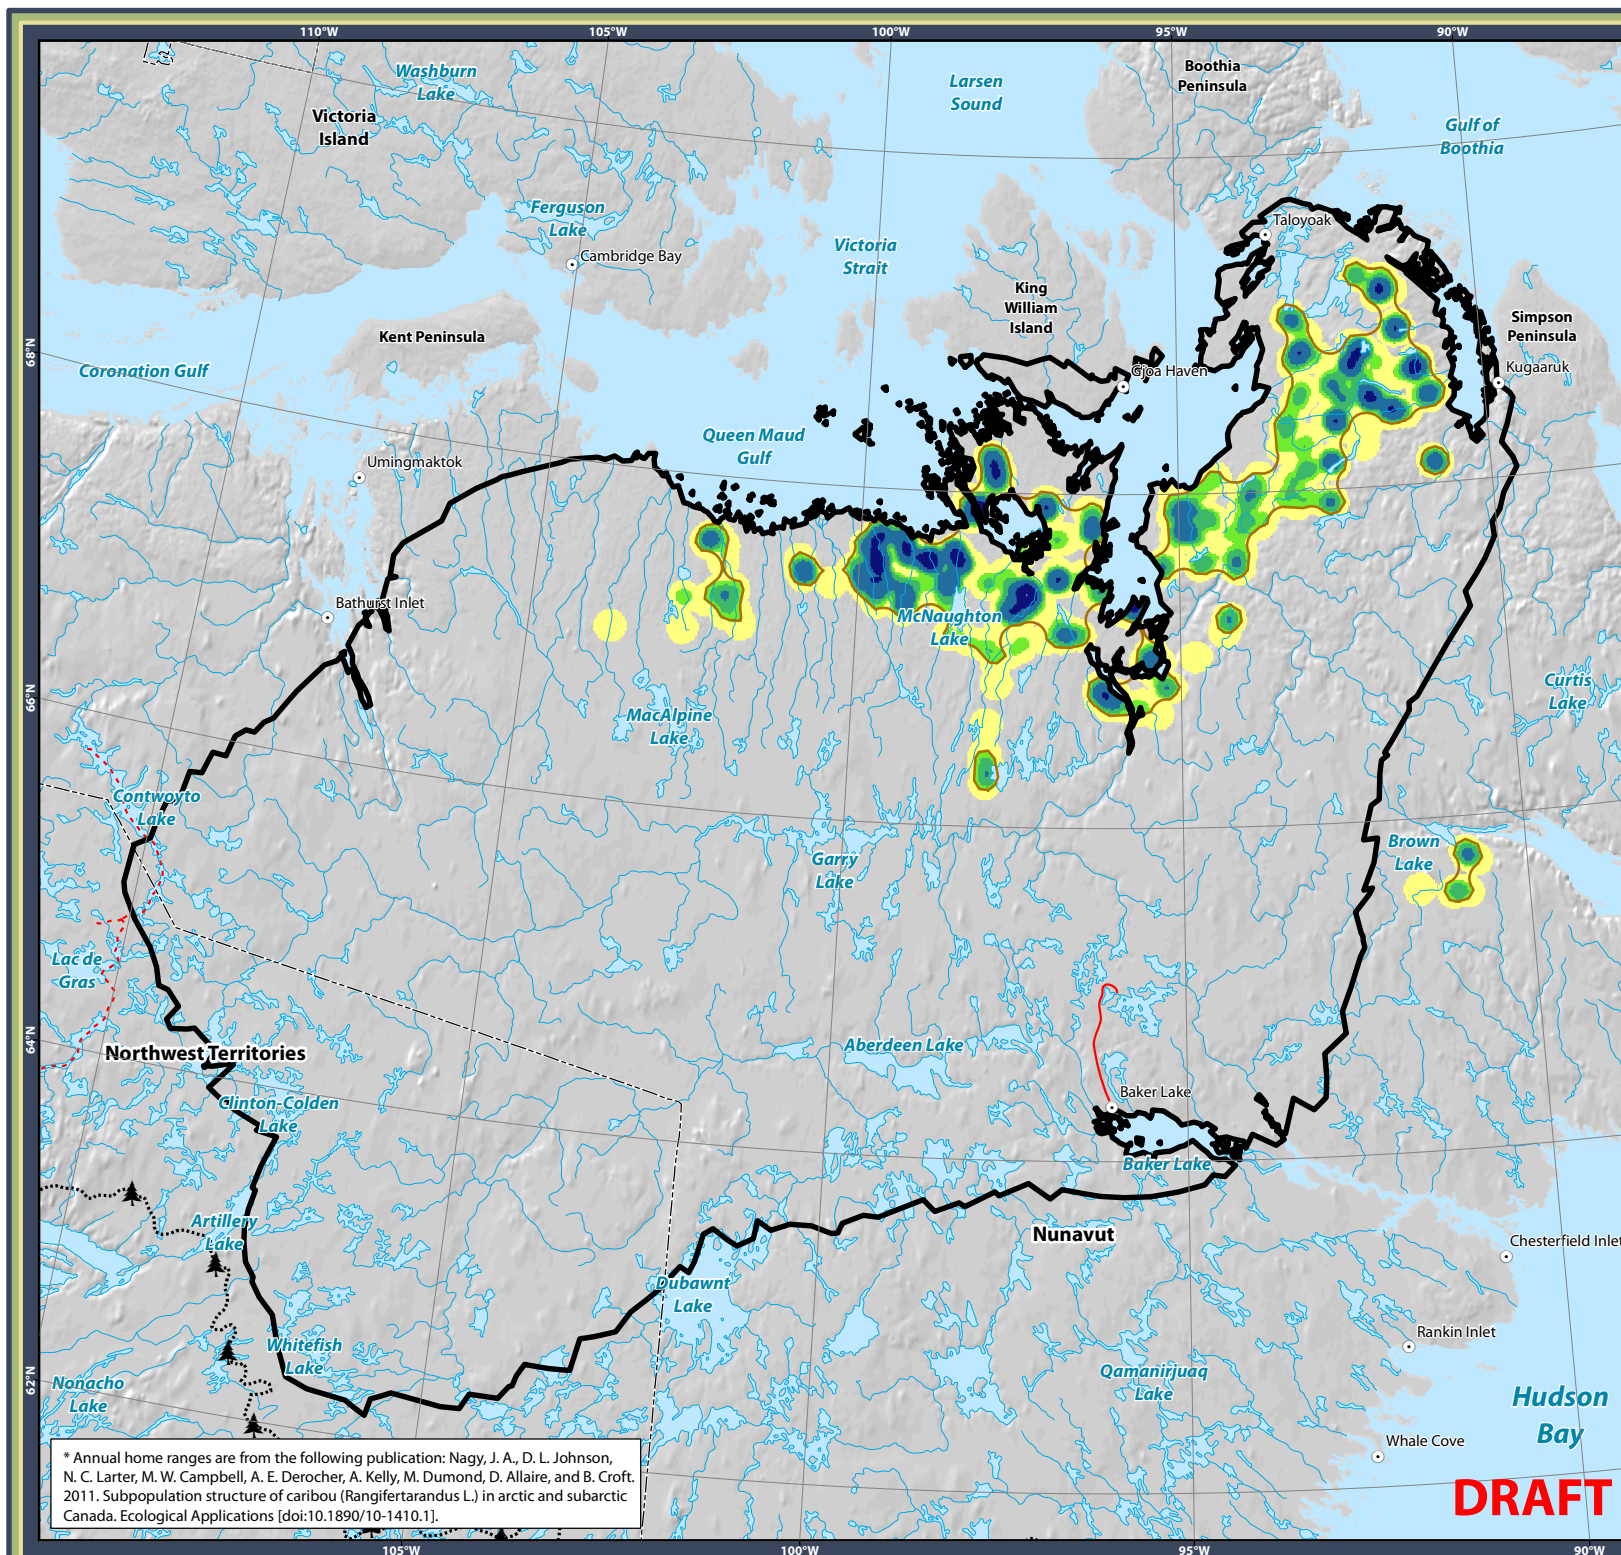 110°W
105°W
100°W
95°W
90°W
Washburn
Lake
Larsen
Sound
Boothia
Peninsula
Victoria
Island
Gulf of
Boothia
Ferguson
Lake
Cambridge Bay
Victoria
Strait
Taloyoak
King
William
Island
Simpson
Peninsula
Kent Peninsula
68°N
Coronation Gulf
Gjoa Haven
Kugaaruk
Queen Maud
Gulf
Umingmaktok
Bathurst Inlet
McNaughton
Lake
66°N
MacAlpine
Lake
Curtis
Lake
Contwoyto
Lake
Garry
Lake
Brown
Lake
Lac de
Gras
64°N
Northwest Territories
Aberdeen Lake
Clinton-Colden
Lake
Baker Lake
Baker Lake
Artillery
Lake
Nunavut
Chesterfield Inlet
Dubawnt
Lake
Whitefish
Lake
Rankin Inlet
62°N
Nonacho
Lake
Qamanirjuaq
Lake
Hudson
Bay
Whale Cove
* Annual home ranges are from the following publication: Nagy, J. A., D. L. Johnson,
N. C. Larter, M. W. Campbell, A. E. Derocher, A. Kelly, M. Dumond, D. Allaire, and B. Croft.
2011. Subpopulation structure of caribou (Rangifertarandus L.) in arctic and subarctic
Canada. Ecological Applications [doi:10.1890/10-1410.1].
DRAFT
105°W
100°W
95°W
90°W